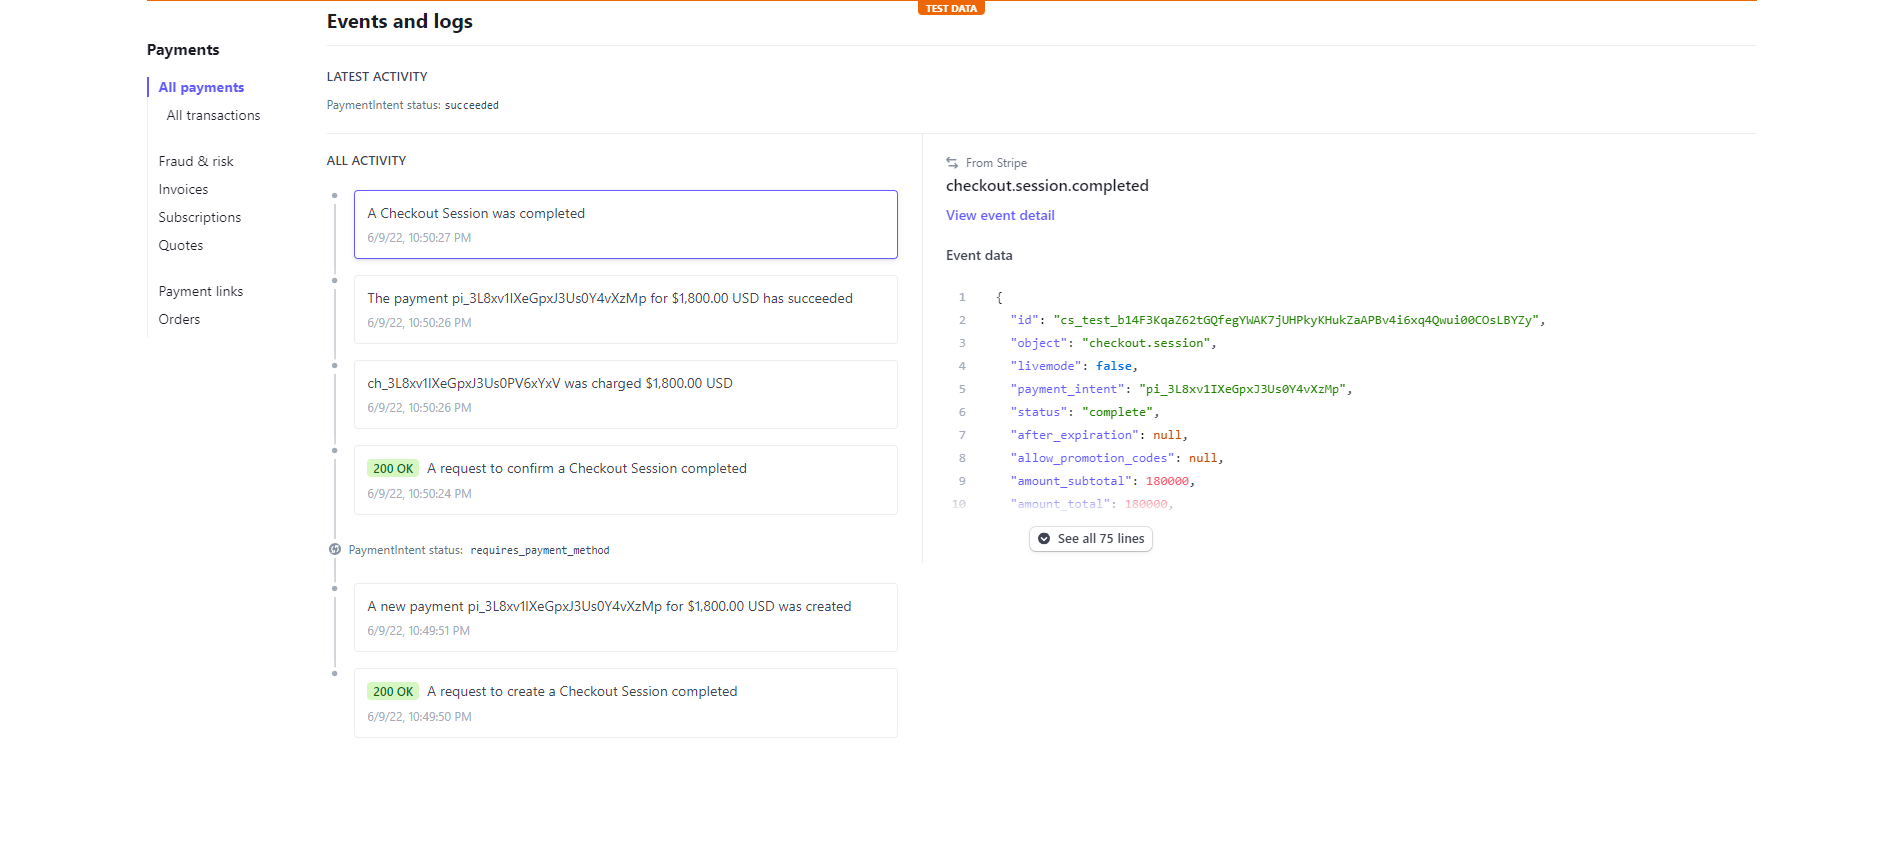 TEST DATA
Events and logs
Payments
All payments
All transactions
Fraud & risk
Invoices
Subscriptions
Quotes
Payment links
Orders
LATEST ACTIVITY
PaymentIntent status: succeeded
ALL ACTIVITY
A Checkout Session was completed
6/9/22, 10:50:27 PM
The payment pi_3L8xv1IXeGpxJ3Us0Y4vXzMp for $1,800.00 USD has succeeded
6/9/22, 10:50:26 PM
ch_3L8xv1IXeGpxJ3Us0PV6xYxV was charged $1,800.00 USD
6/9/22, 10:50:26 PM
200 OK A request to confirm a Checkout Session completed
6/9/22, 10:50:24 PM
PaymentIntent status: requires_payment_method
A new payment pi_3L8xv1IXeGpxJ3Us0Y4vXzMp for $1,800.00 USD was created
6/9/22, 10:49:51 PM
200 OK A request to create a Checkout Session completed
6/9/22, 10:49:50 PM
From Stripe
checkout.session.completed
View event detail
Event data
1 {
2 "id": "cs_test_b14F3KqaZ62tGQfegYWAK7jUHPkyKHukZaAPBv4i6xq4Qwui00COsLBYZy",
3 "object": "checkout.session",
4 "livemode": false,
5 "payment_intent": "pi_3L8xv1IXeGpxJ3Us0Y4vXzMp",
6 "status": "complete",
7 "after_expiration": null,
8 "allow_promotion_codes": null,
9 "amount_subtotal": 180000,
10 "amount_total": 180000,
See all 75 lines